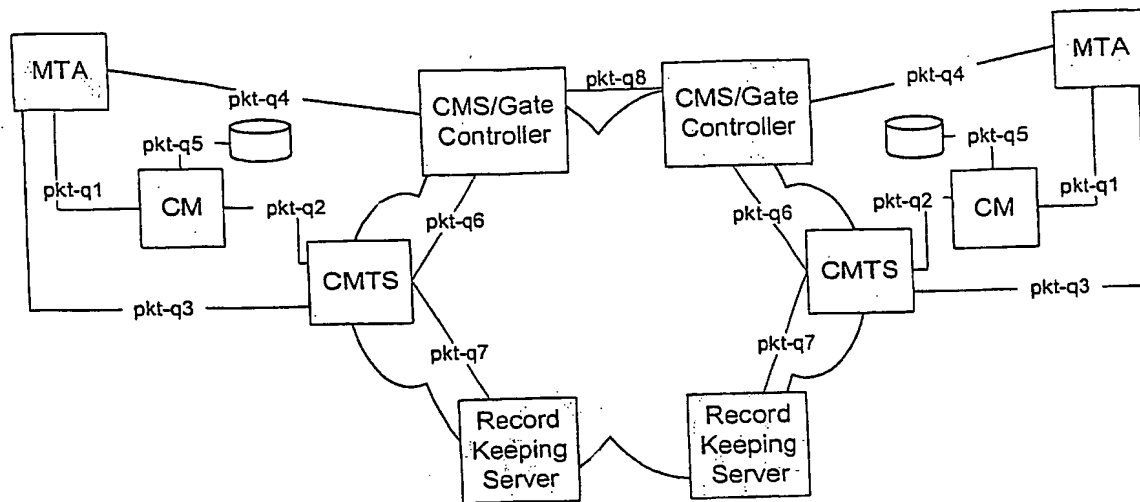 MTA
MTA
pkt-q8
pkt-q4
pkt-q4
CMS/Gate
Controller
CMS/Gate
Controller
pkt-q5
pkt-q5
pkt-q1
pkt-q1
CM
pkt-q2
pkt-q2
CM
pkt-q6
pkt-q6
CMTS
CMTS
pkt-q3
pkt-q3
pkt-q7
pkt-q7
Record
Keeping
Server
Record
Keeping
Server